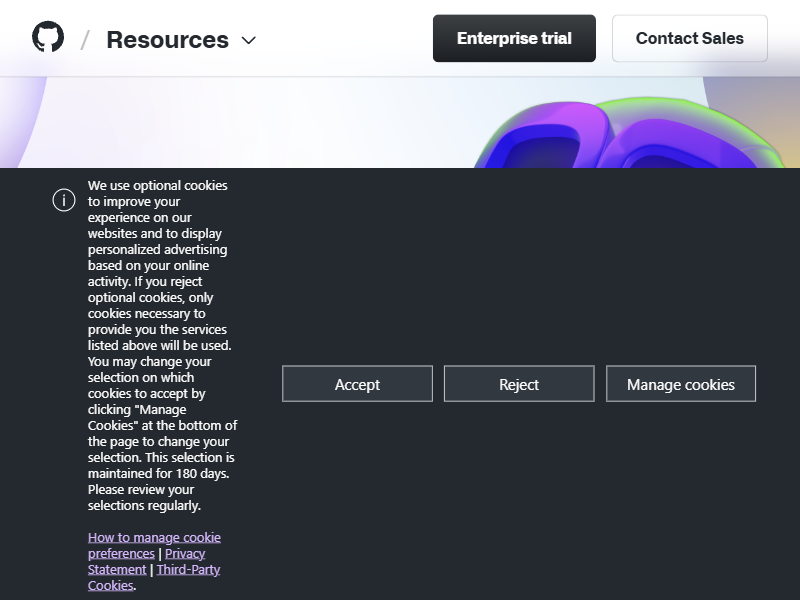 / Resources
Enterprise trial
Contact Sales
We use optional cookies
to improve your
experience on our
websites and to display
personalized advertising
based on your online
activity. If you reject
optional cookies, only
cookies necessary to
provide you the services
listed above will be used.
You may change your
selection on which
cookies to accept by
clicking "Manage
Cookies" at the bottom of
the page to change your
selection. This selection is
maintained for 180 days.
Please review your
selections regularly.
How to manage cookie
preferences | Privacy
Statement | Third-Party
Cookies.
Accept
Reject
Manage cookies